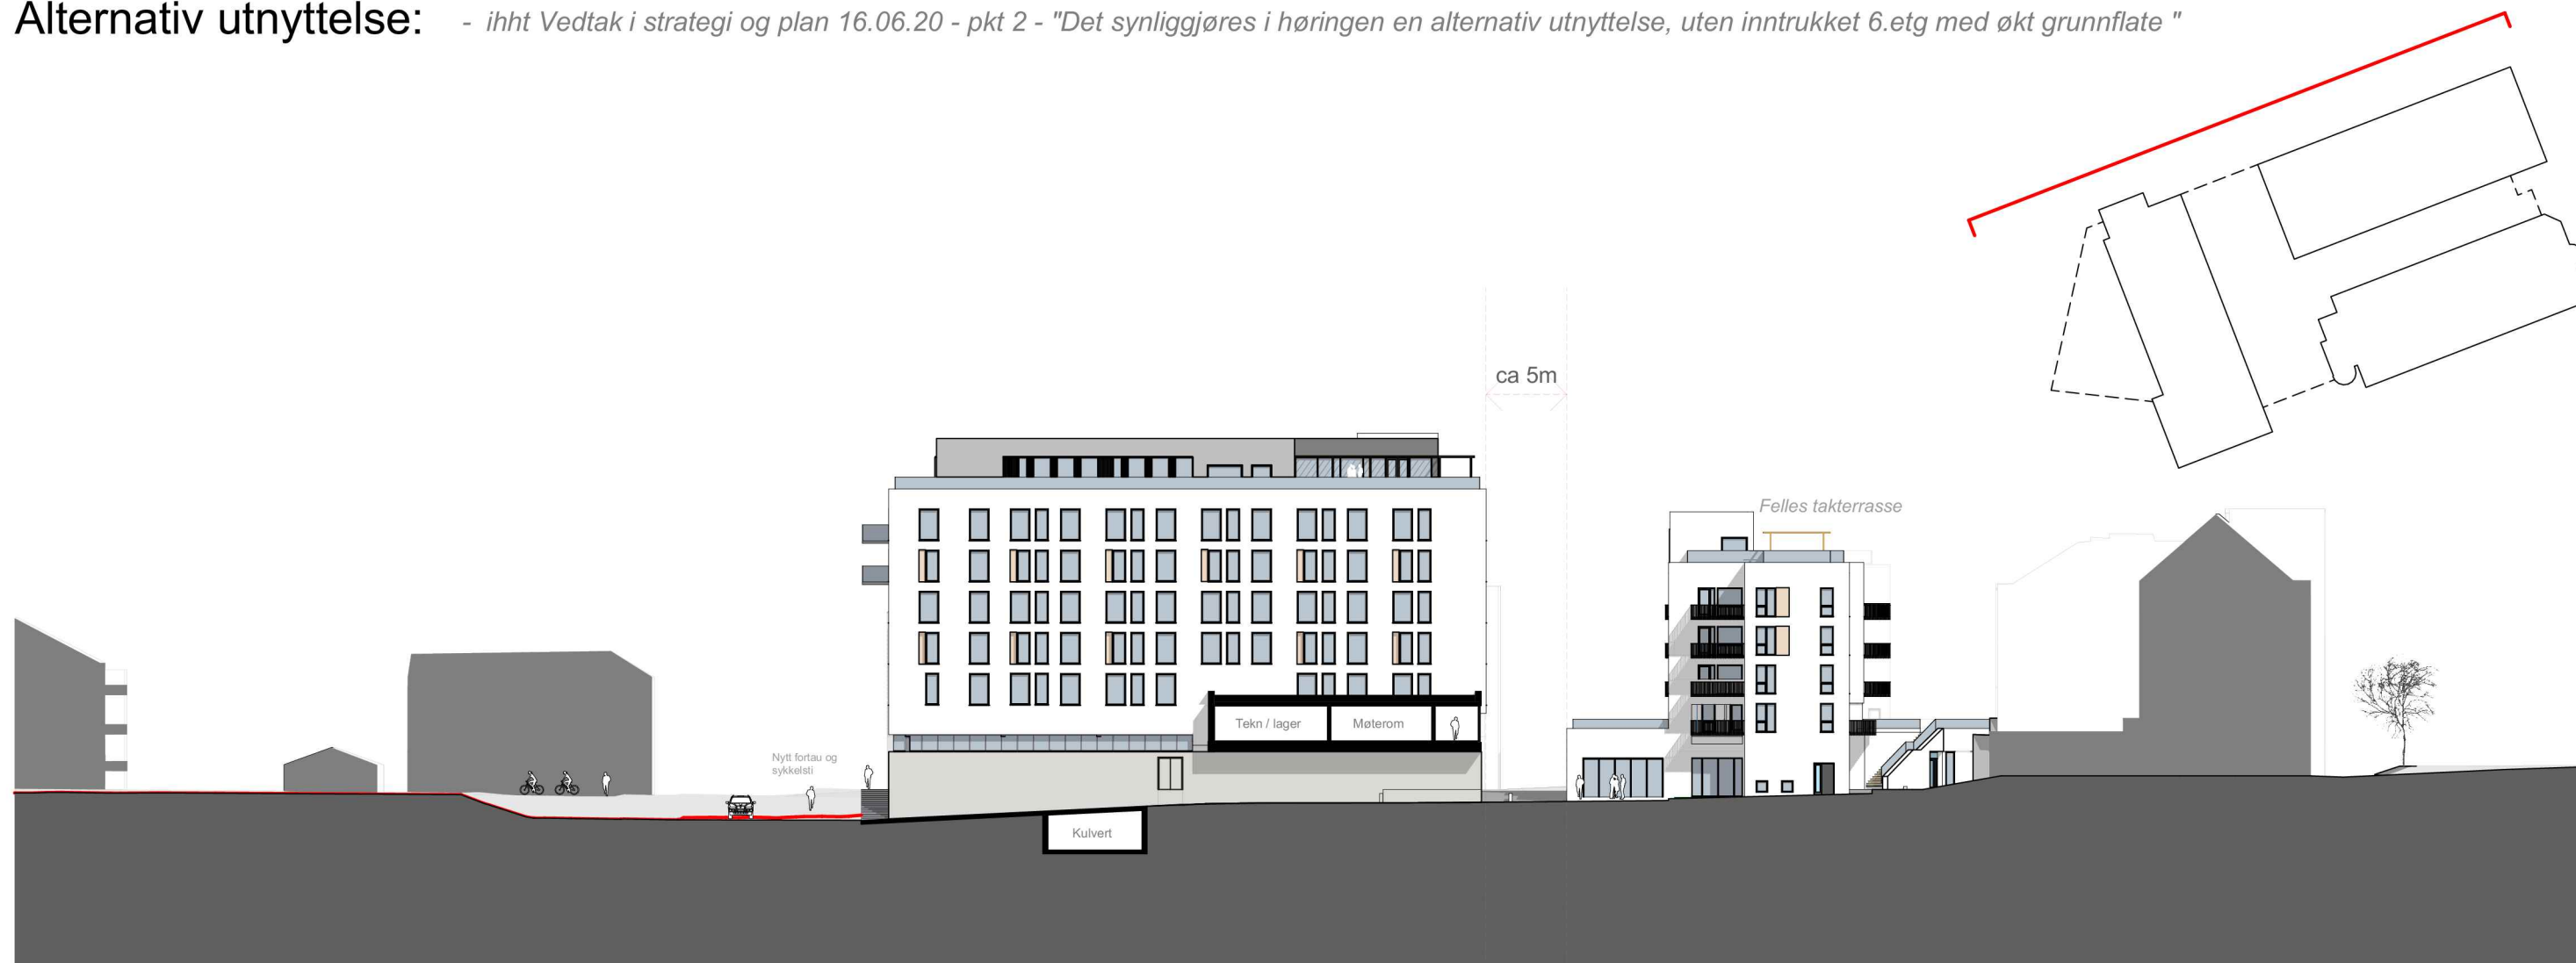 Alternativ utnyttelse: - ihht Vedtak i strategi og plan 16.06.20 - pkt 2 - "Det synliggjøres i høringen en alternativ utnyttelse, uten inntrukket 6.etg med økt grunnflate "
ca 5m
Felles takterrasse
Tekn / lager
Møterom
Nytt fortau og
sykkelsti
Kulvert